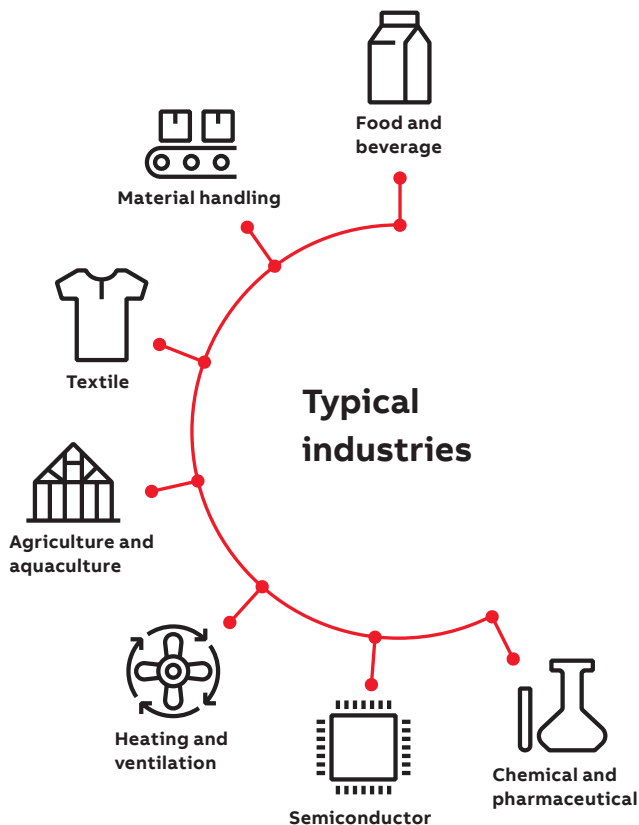 Food and
beverage
Material handling
Textile
Typical
industries
Agriculture and
aquaculture
Heating and
ventilation
Semiconductor
Chemical and
pharmaceutical